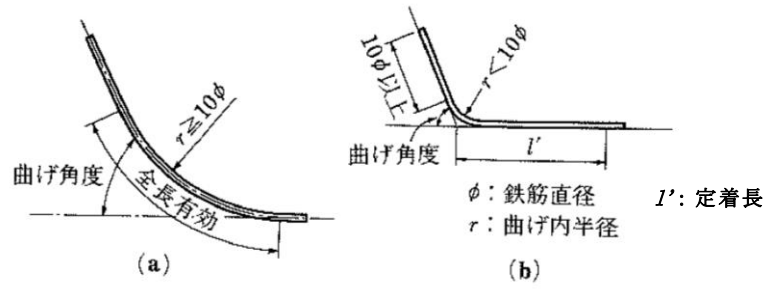 r≧10φ
曲げ角度
全長有効
(a)
10φ以上
r<10φ
曲げ角度
l'
φ：鉄筋直径
r：曲げ内半径
l'：定着長
(b)